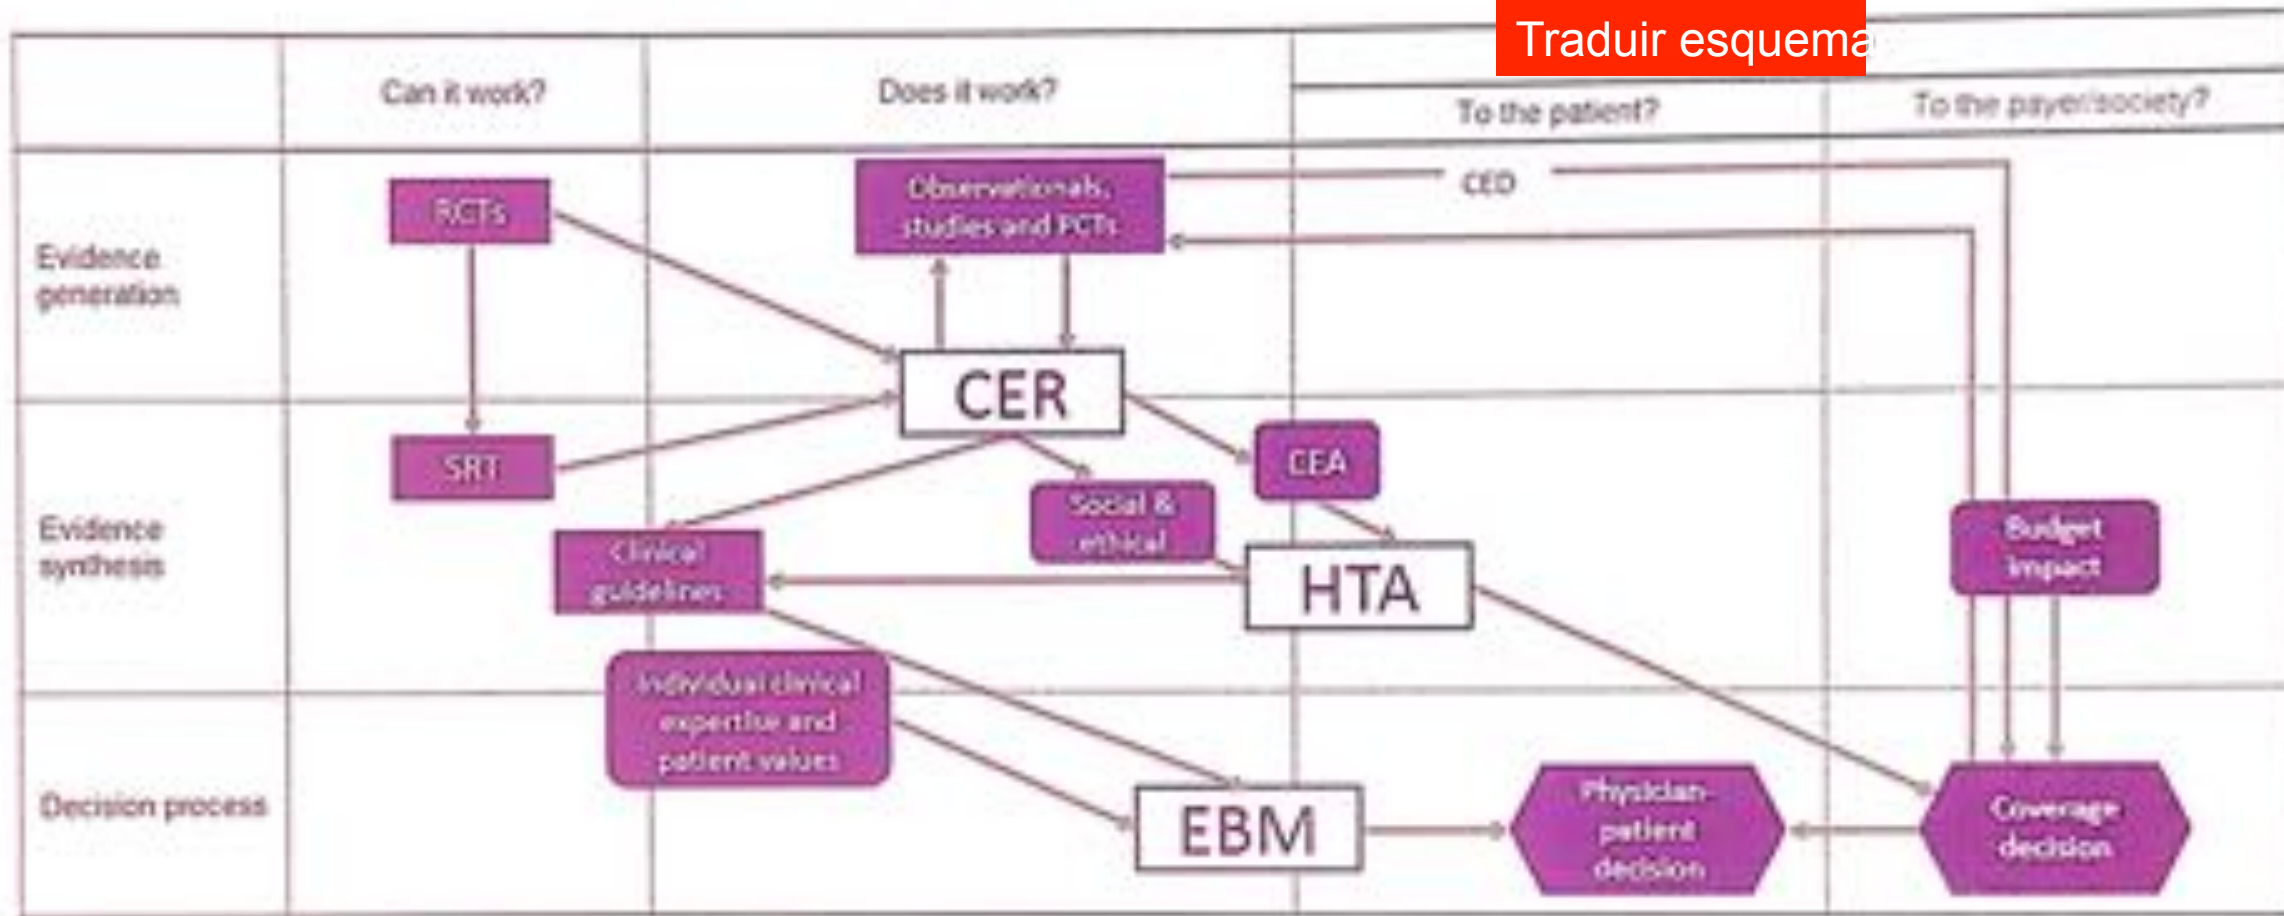 Traduir esquema
Can it work?
Does it work?
To the patient?
To the payer/society?
Evidence
generation
RCTs
Observationals,
studies and PCTs
CED
CER
Evidence
synthesis
SRT
CEA
Social &
ethical
Clinical
guidelines
HTA
Budget
impact
Individual clinical
expertise and
patient values
Decision process
EBM
Physician-
patient
decision
Coverage
decision